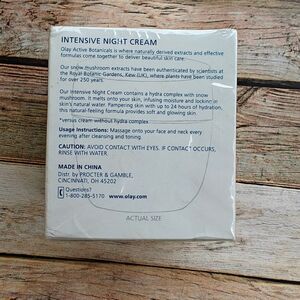 INTENSIVE NIGHT CREAM
Olay Active Botanicals is where naturally derived extracts and effective
formulas come together to deliver beautiful skin care.
Our snow mushroom extracts have been authenticated by scientists at
the Royal Botanic Gardens, Kew (UK), where plants have been studied
for over 250 years.
Our Intensive Night Cream contains a hydra complex with snow
mushroom. It melts onto your skin, infusing moisture and locking in
skin's natural water. Pampering skin with up to 24 hours of hydration,
this natural-feeling formula provides soft and glowing skin.
*versus cream without hydra complex
Usage Instructions: Massage onto your face and neck every
evening after cleansing and toning.
CAUTION: AVOID CONTACT WITH EYES. IF CONTACT OCCURS,
RINSE WITH WATER.
MADE IN CHINA
Distr. by PROCTER & GAMBLE,
CINCINNATI, OH 45202
Questions?
1-800-285-5170 www.olay.com
ACTUAL SIZE